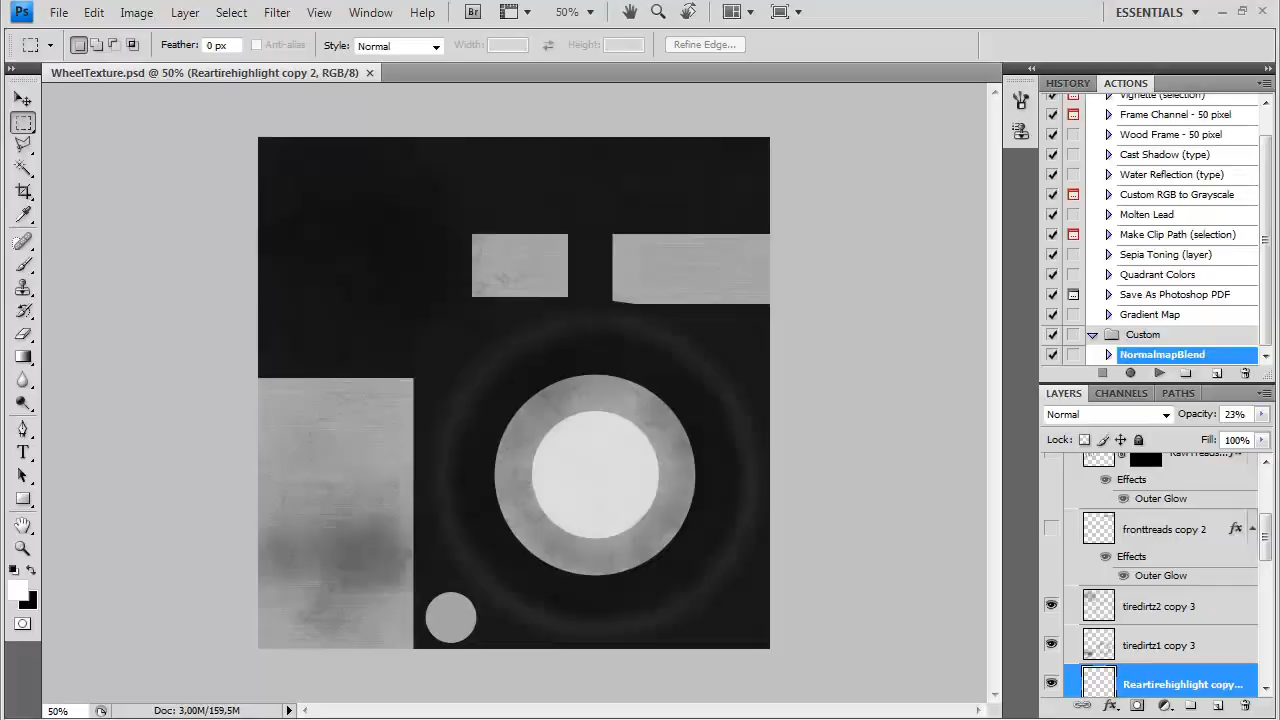 Ps File Edit Image Layer Select Filter View Window Help Br 50% ESSENTIALS
Feather: 0 px Anti-alias Style: Normal Width: Height: Refine Edge...
WheelTexture.psd @ 50% (Reartirehighlight copy 2, RGB/8)
HISTORY ACTIONS
Vignette (selection)
Frame Channel - 50 pixel
Wood Frame - 50 pixel
Cast Shadow (type)
Water Reflection (type)
Custom RGB to Grayscale
Molten Lead
Make Clip Path (selection)
Sepia Toning (layer)
Quadrant Colors
Save As Photoshop PDF
Gradient Map
Custom
NormalmapBlend
LAYERS CHANNELS PATHS
Normal Opacity: 23%
Lock: Fill: 100%
Effects
Outer Glow
fronttreads copy 2 fx
Effects
Outer Glow
tiredirtz2 copy 3
tiredirtz1 copy 3
Reartirehighlight copy...
50% Doc: 3,00M/159,5M